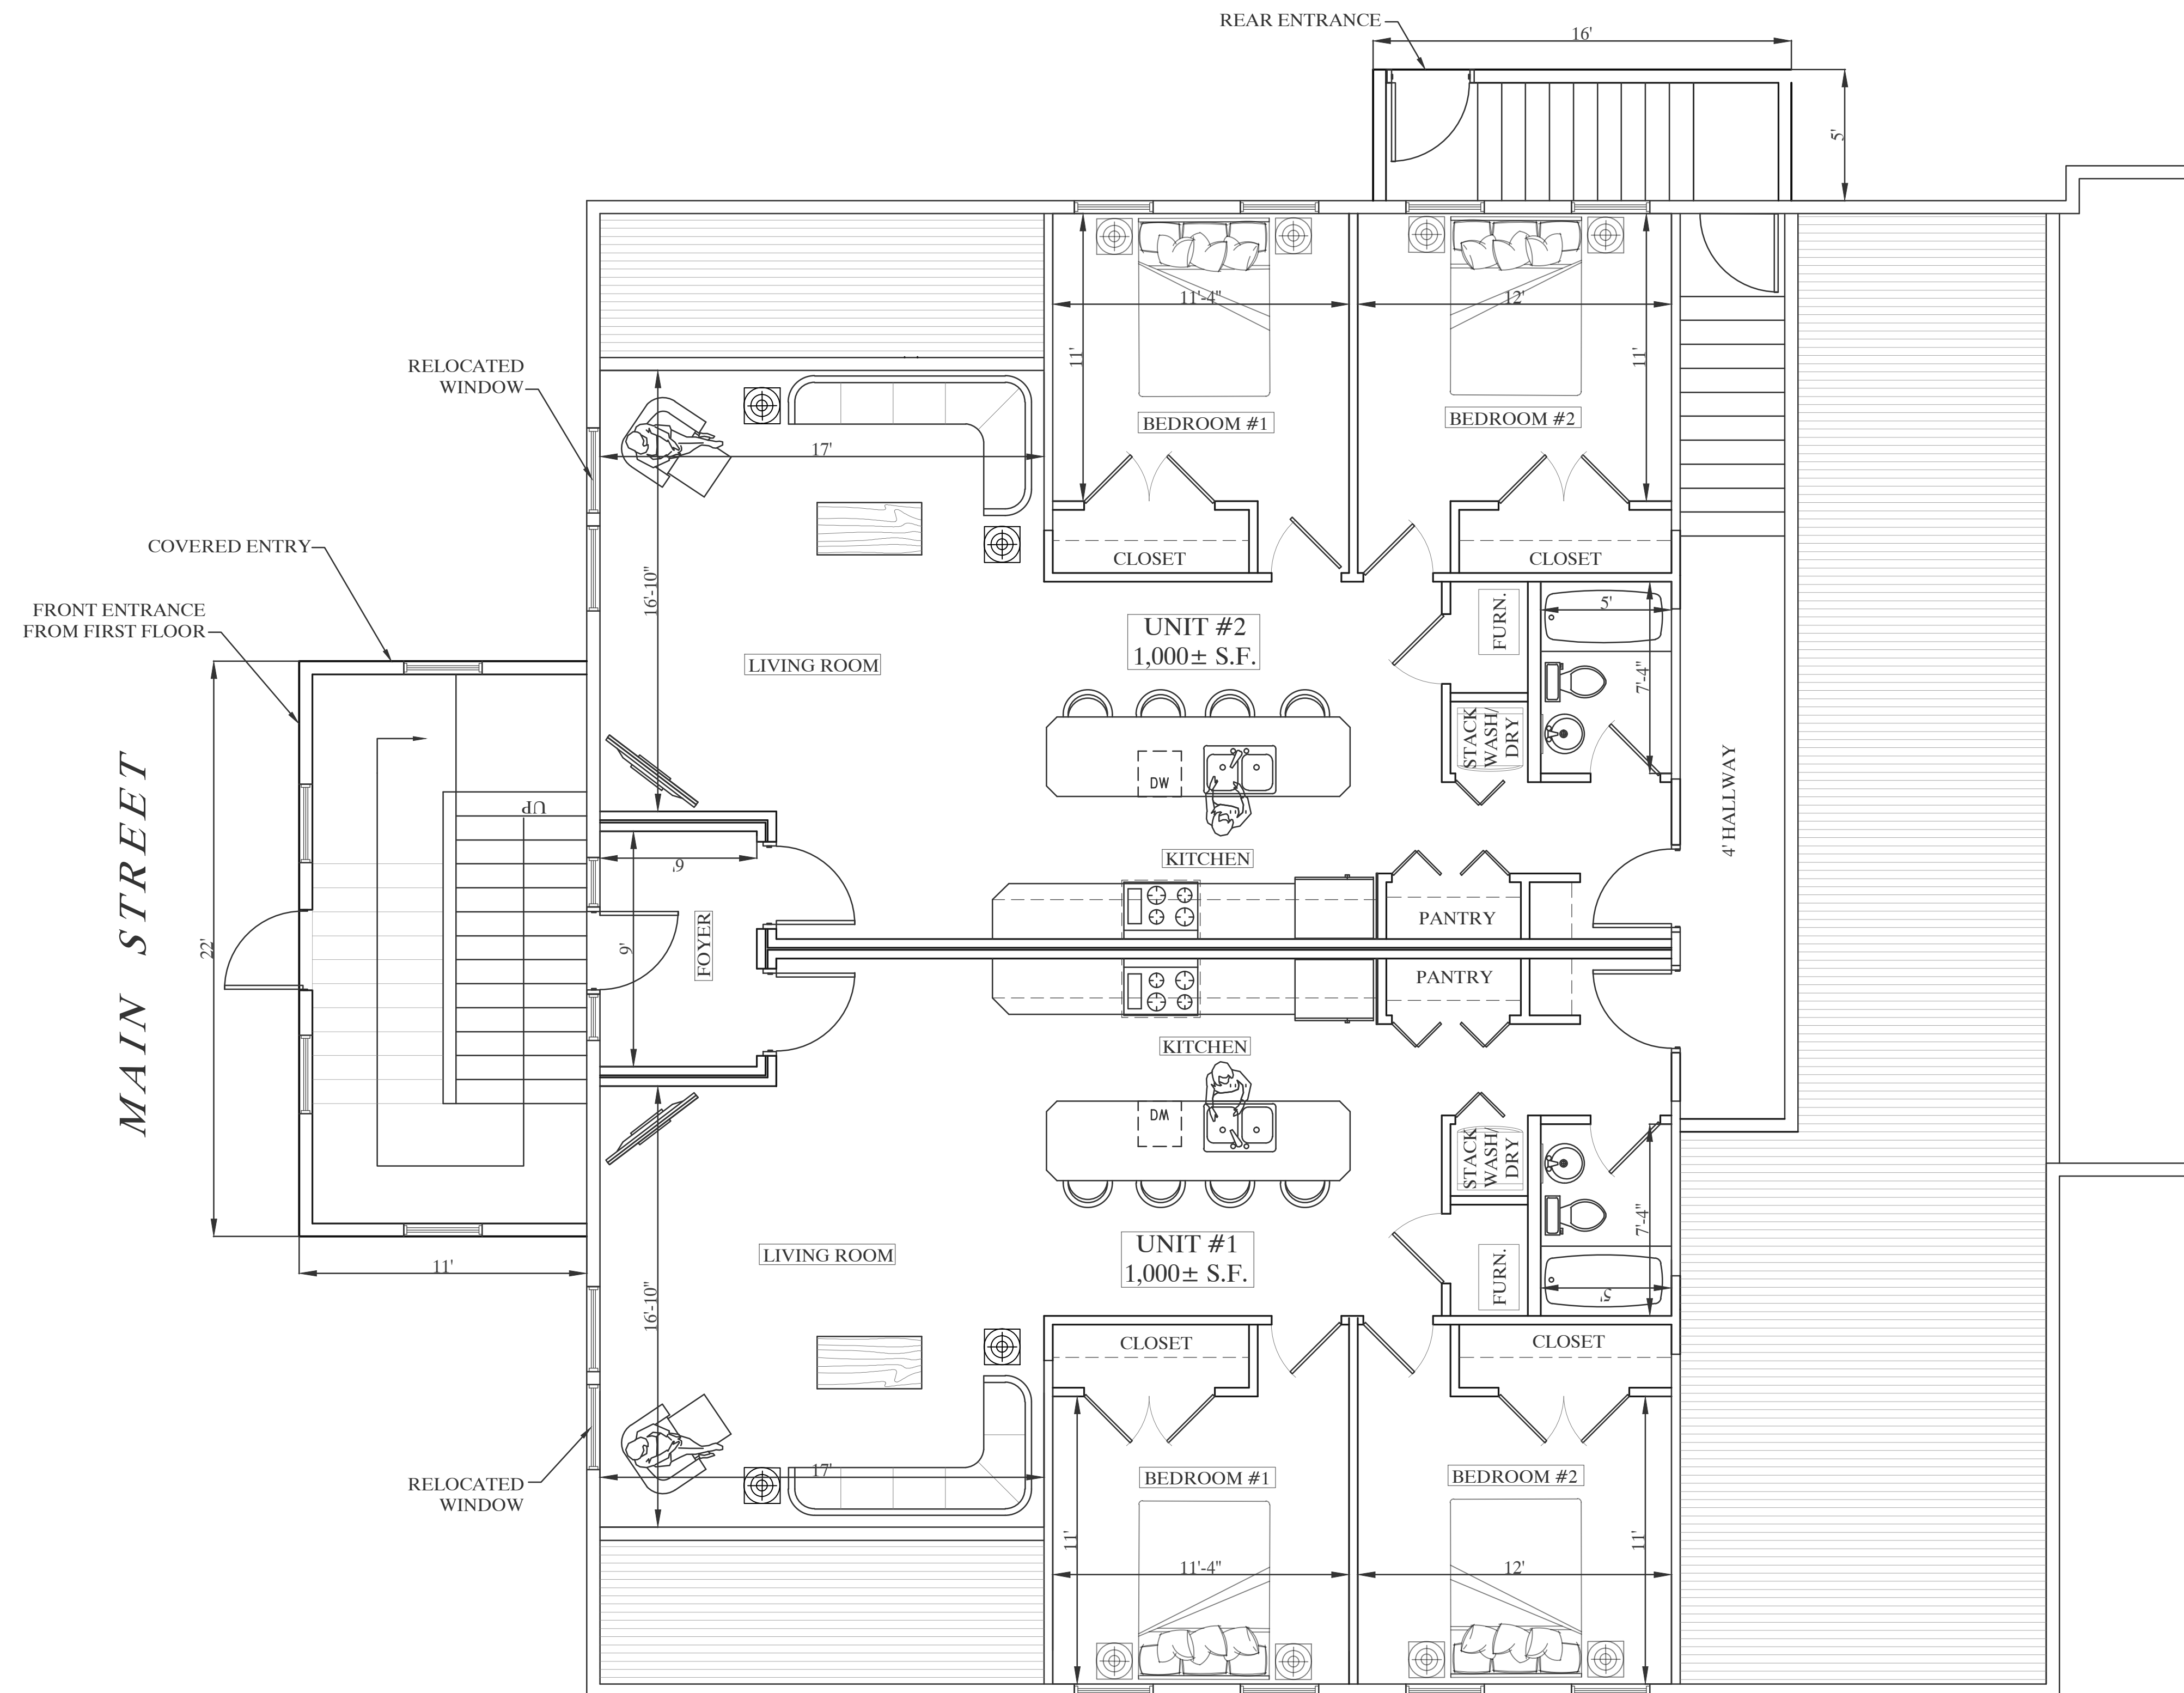 REAR ENTRANCE
16'
5'
RELOCATED
WINDOW
11'-4"
12'
11'
11'
BEDROOM #1
BEDROOM #2
17'
CLOSET
CLOSET
COVERED ENTRY
FRONT ENTRANCE
FROM FIRST FLOOR
16'-10"
UNIT #2
1,000± S.F.
LIVING ROOM
FURN.
5'
7'-4"
STACK
WASH/
DRY
DW
UP
4' HALLWAY
MAIN STREET
22'
6'
9'
FOYER
KITCHEN
PANTRY
PANTRY
KITCHEN
DW
STACK
WASH/
DRY
7'-4"
UNIT #1
1,000± S.F.
LIVING ROOM
FURN.
5'
11'
16'-10"
CLOSET
CLOSET
17'
BEDROOM #1
BEDROOM #2
RELOCATED
WINDOW
11'
11'
11'-4"
12'